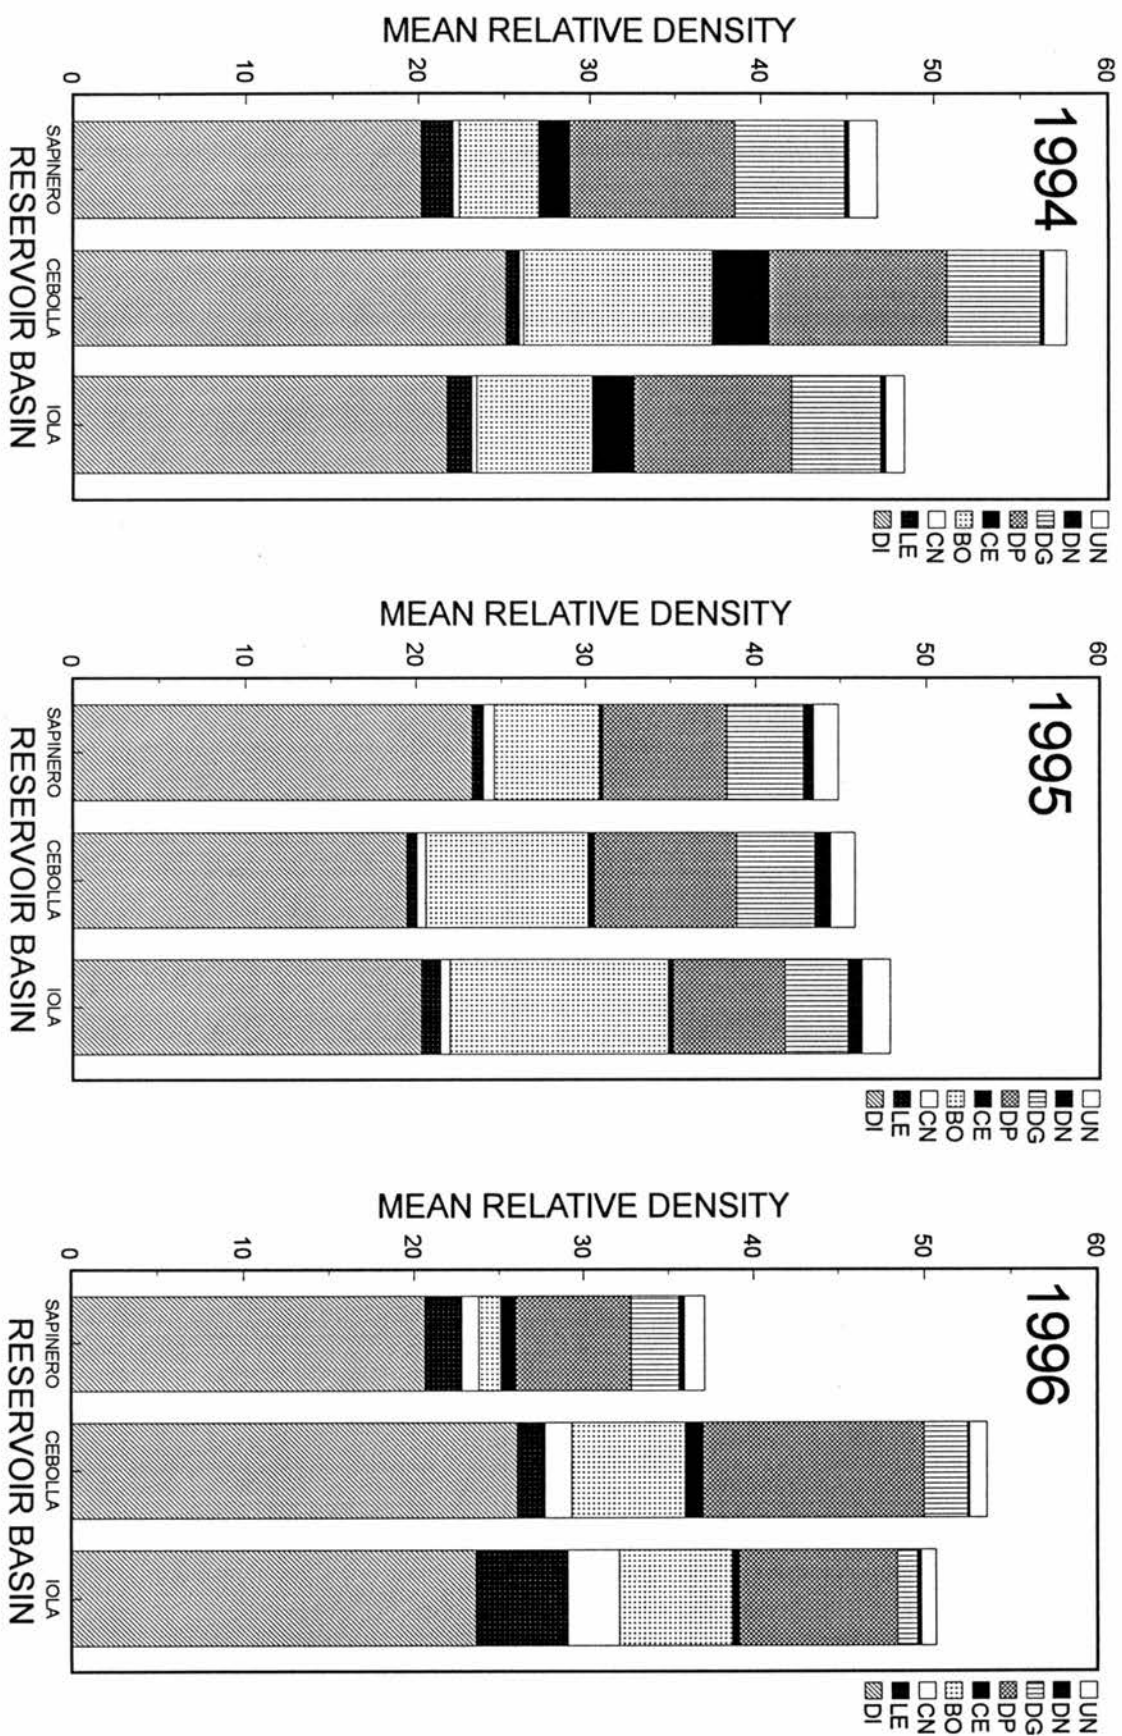 1994
MEAN RELATIVE DENSITY
60
50
40
30
20
10
0
SAPINERO
CEBOLLA
IOLA
RESERVOIR BASIN
UN
DN
DG
DP
CE
BO
CN
LE
DI
1995
MEAN RELATIVE DENSITY
60
50
40
30
20
10
0
SAPINERO
CEBOLLA
IOLA
RESERVOIR BASIN
UN
DN
DG
DP
CE
BO
CN
LE
DI
1996
MEAN RELATIVE DENSITY
60
50
40
30
20
10
0
SAPINERO
CEBOLLA
IOLA
RESERVOIR BASIN
UN
DN
DG
DP
CE
BO
CN
LE
DI